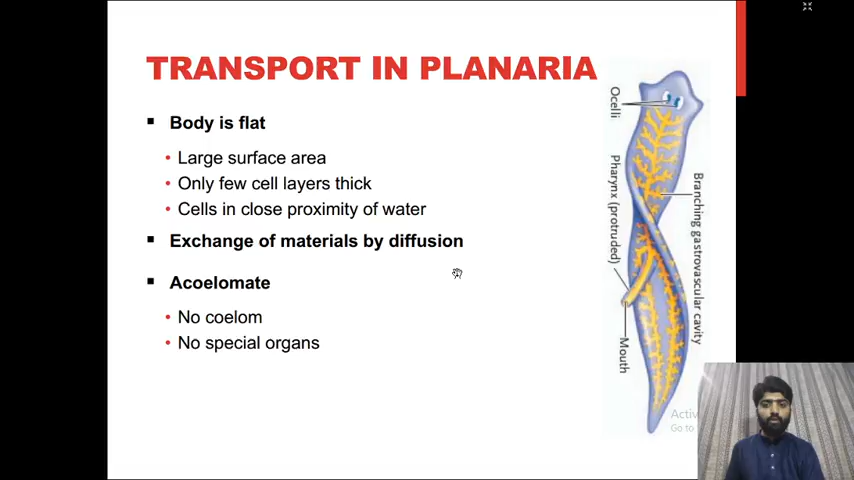 TRANSPORT IN PLANARIA
▪ Body is flat
• Large surface area
• Only few cell layers thick
• Cells in close proximity of water
▪ Exchange of materials by diffusion
▪ Acoelomate
• No coelom
• No special organs
Ocelli
Pharynx (protruded)
Mouth
Branching gastrovascular cavity
Activ
Go to